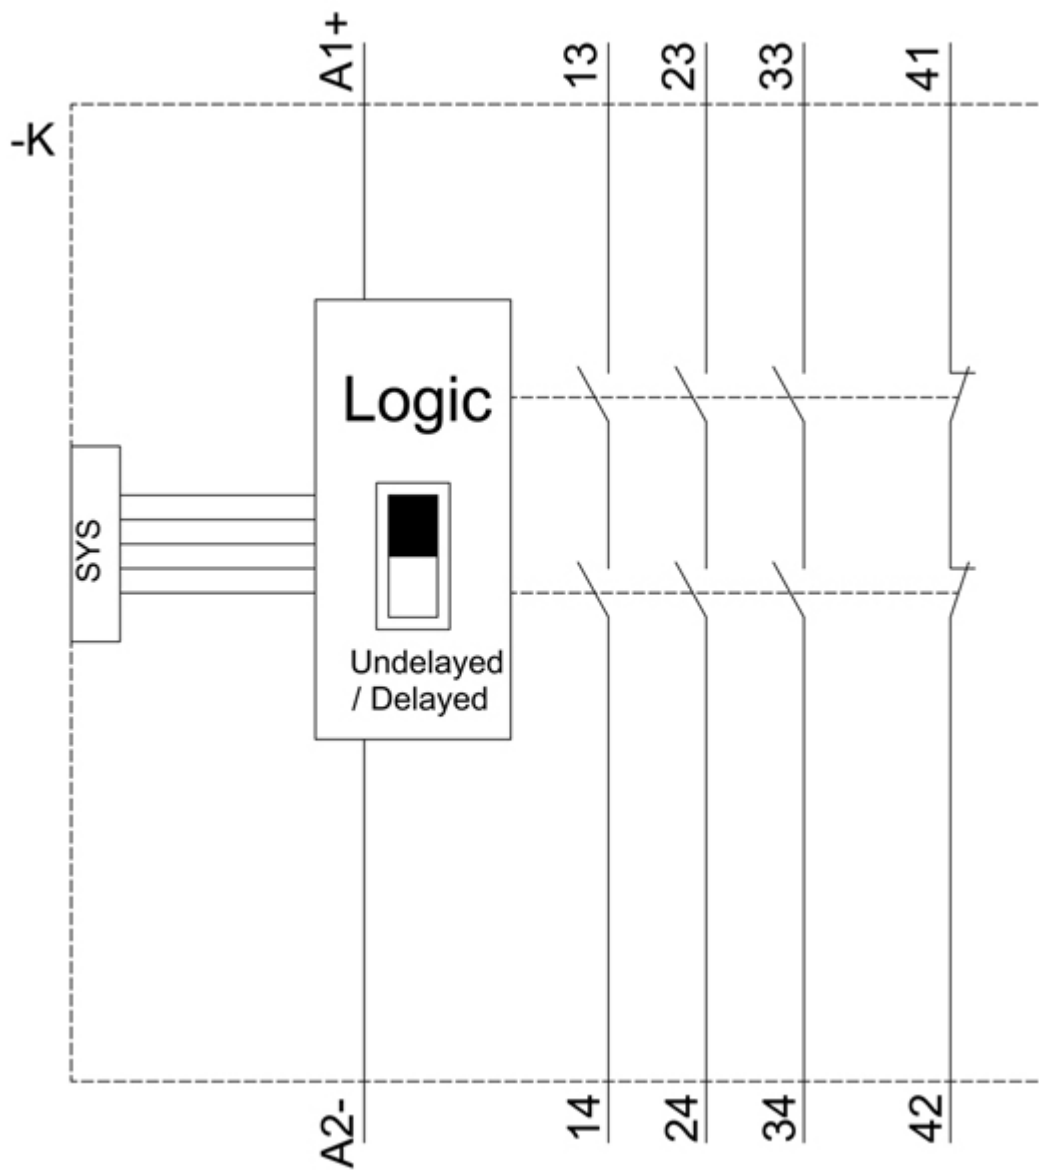 A1+
13
23
33
41
-K
Logic
SYS
Undelayed
/ Delayed
A2-
14
24
34
42